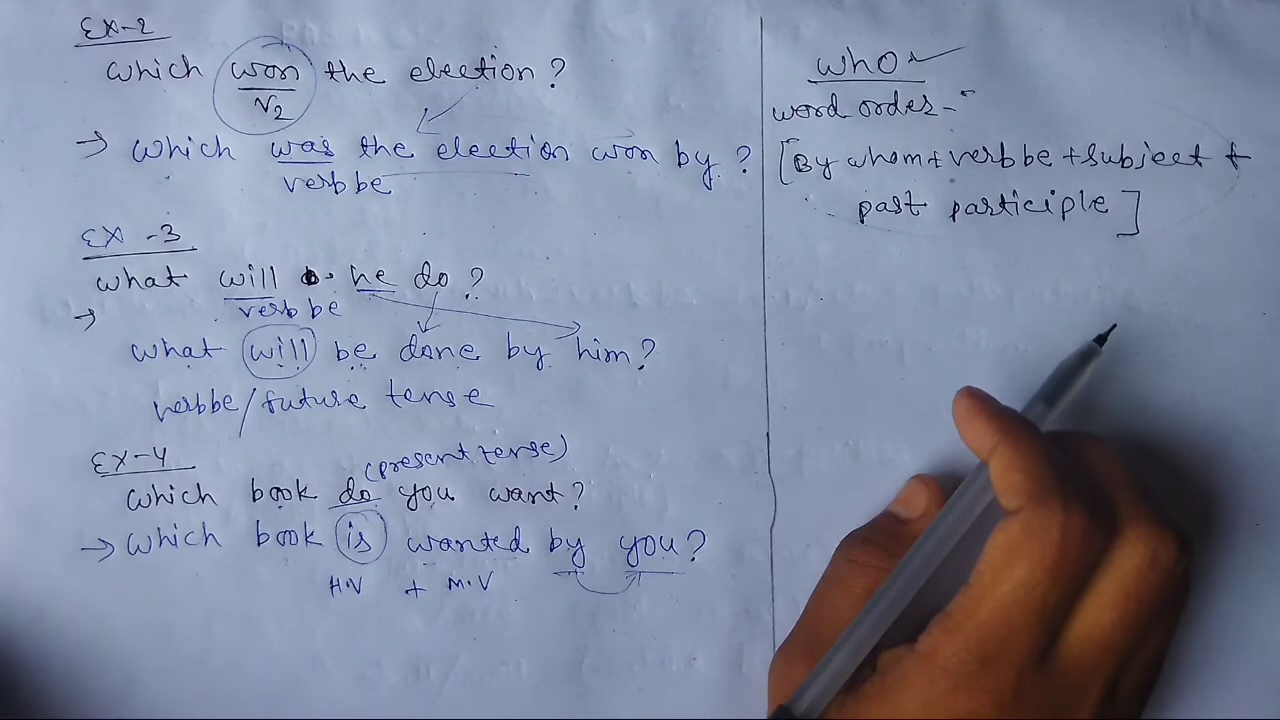 Ex-2
Which won the election?
V2
→ Which was the election won by?
verb be
Ex -3
What will he do?
verb be
→
What will be done by him?
verb be/future tense
Ex-4
(present tense)
Which book do you want?
→ Which book is wanted by you?
H.V + M.V
Who
word order-
[By whom + verb be + subject +
past participle]